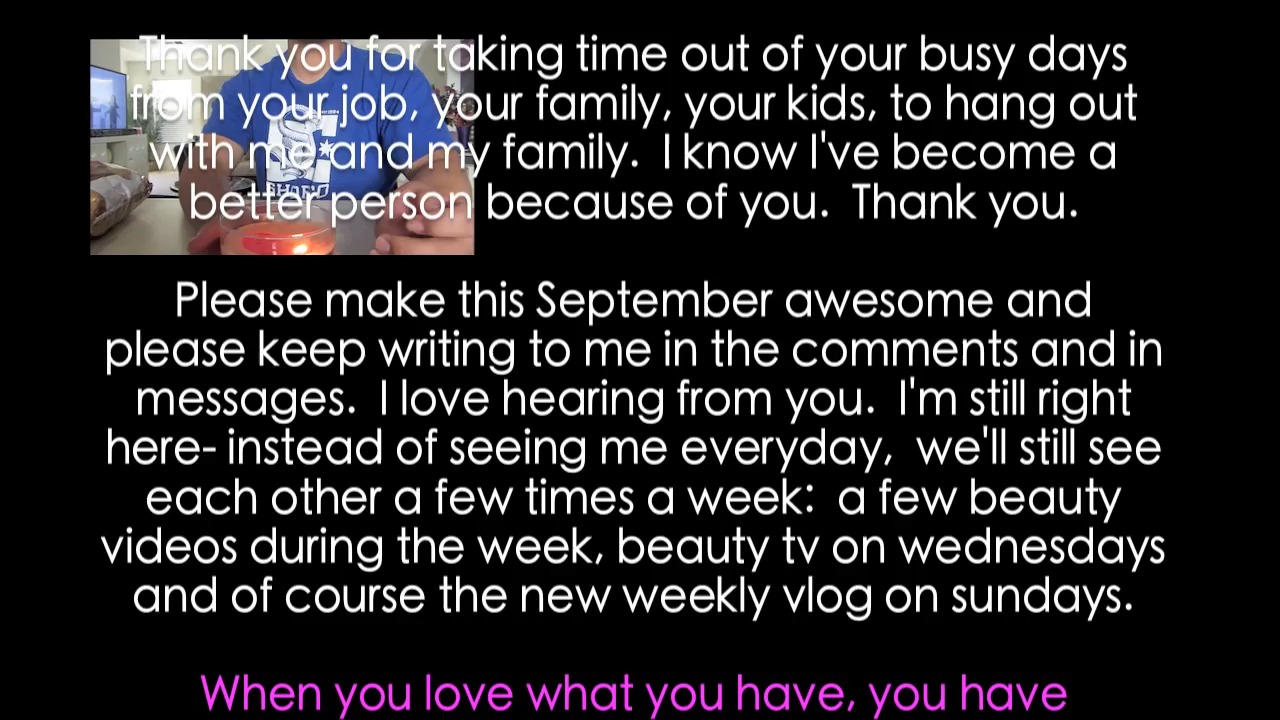 Thank you for taking time out of your busy days
from your job, your family, your kids, to hang out
with me and my family.  I know I've become a
better person because of you.  Thank you.
Please make this September awesome and
please keep writing to me in the comments and in
messages.  I love hearing from you.  I'm still right
here- instead of seeing me everyday,  we'll still see
each other a few times a week:  a few beauty
videos during the week, beauty tv on wednesdays
and of course the new weekly vlog on sundays.
When you love what you have, you have